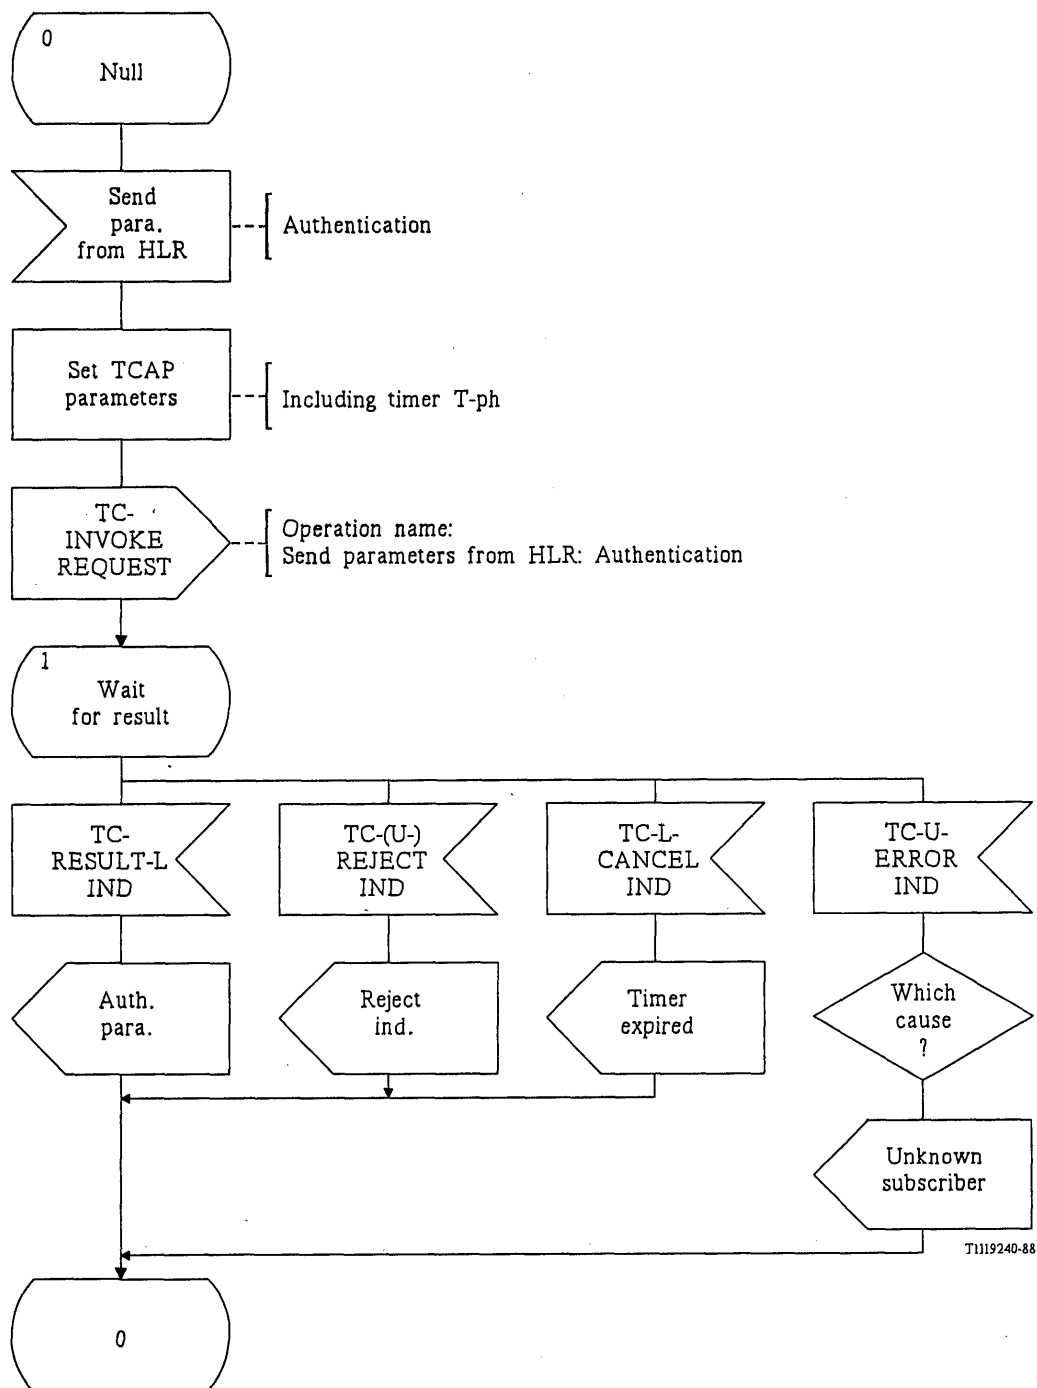 0
Null
Send
para.
from HLR
Authentication
Set TCAP
parameters
Including timer T-ph
TC-
INVOKE
REQUEST
Operation name:
Send parameters from HLR: Authentication
1
Wait
for result
TC-
RESULT-L
IND
TC-(U-)
REJECT
IND
TC-L-
CANCEL
IND
TC-U-
ERROR
IND
Auth.
para.
Reject
ind.
Timer
expired
Which
cause
?
Unknown
subscriber
T1119240-88
0